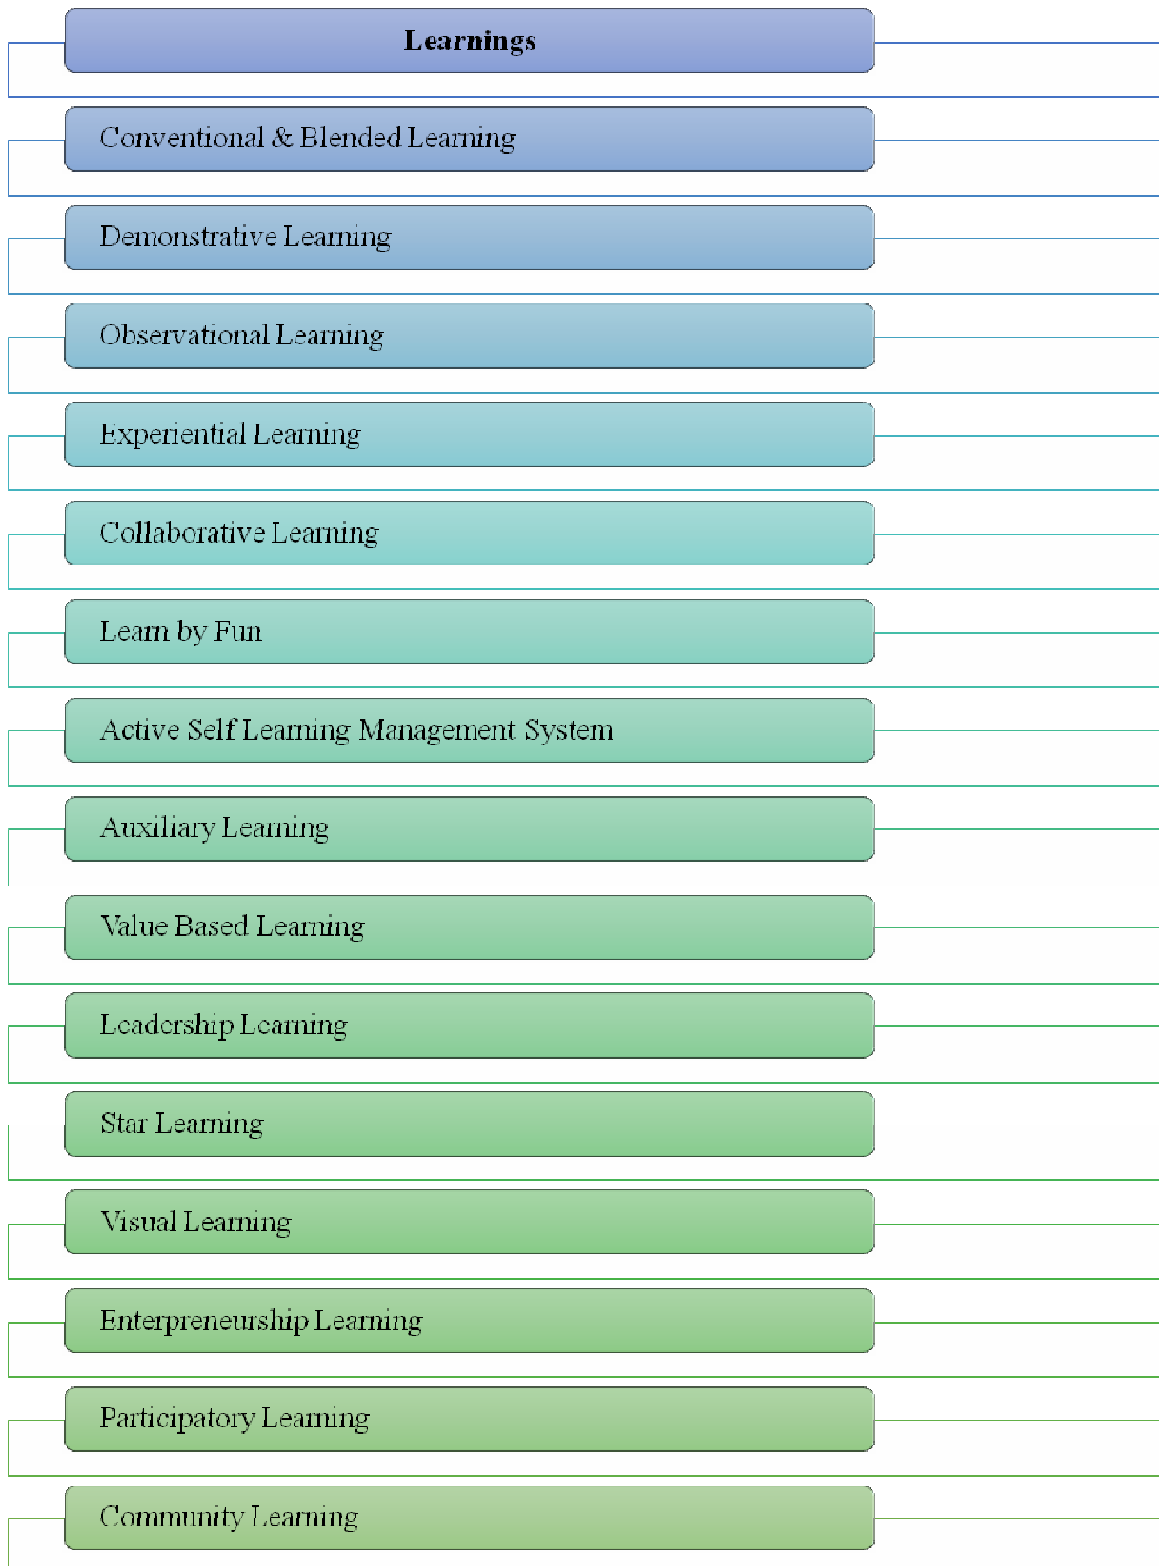 Learnings
Conventional & Blended Learning
Demonstrative Learning
Observational Learning
Experiential Learning
Collaborative Learning
Learn by Fun
Active Self Learning Management System
Auxiliary Learning
Value Based Learning
Leadership Learning
Star Learning
Visual Learning
Enterpreneurship Learning
Participatory Learning
Community Learning